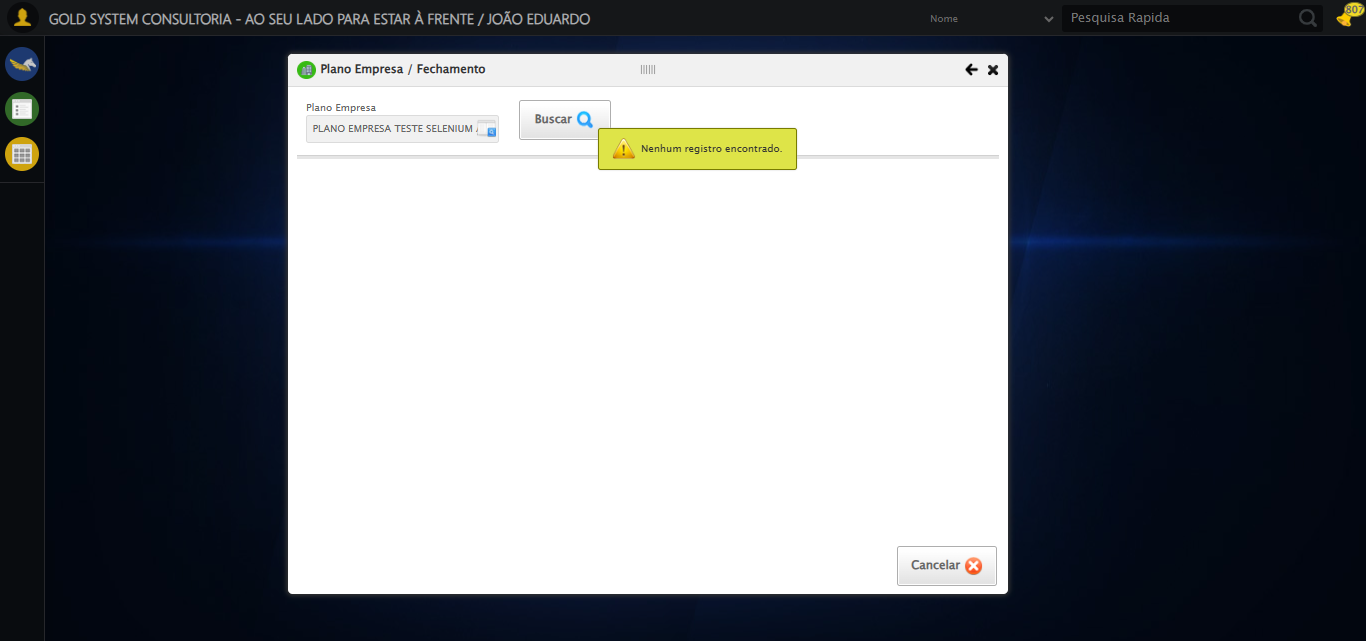 GOLD SYSTEM CONSULTORIA - AO SEU LADO PARA ESTAR À FRENTE / JOÃO EDUARDO
Nome
Pesquisa Rapida
807
Plano Empresa / Fechamento
Plano Empresa
PLANO EMPRESA TESTE SELENIUM
Buscar
Nenhum registro encontrado.
Cancelar